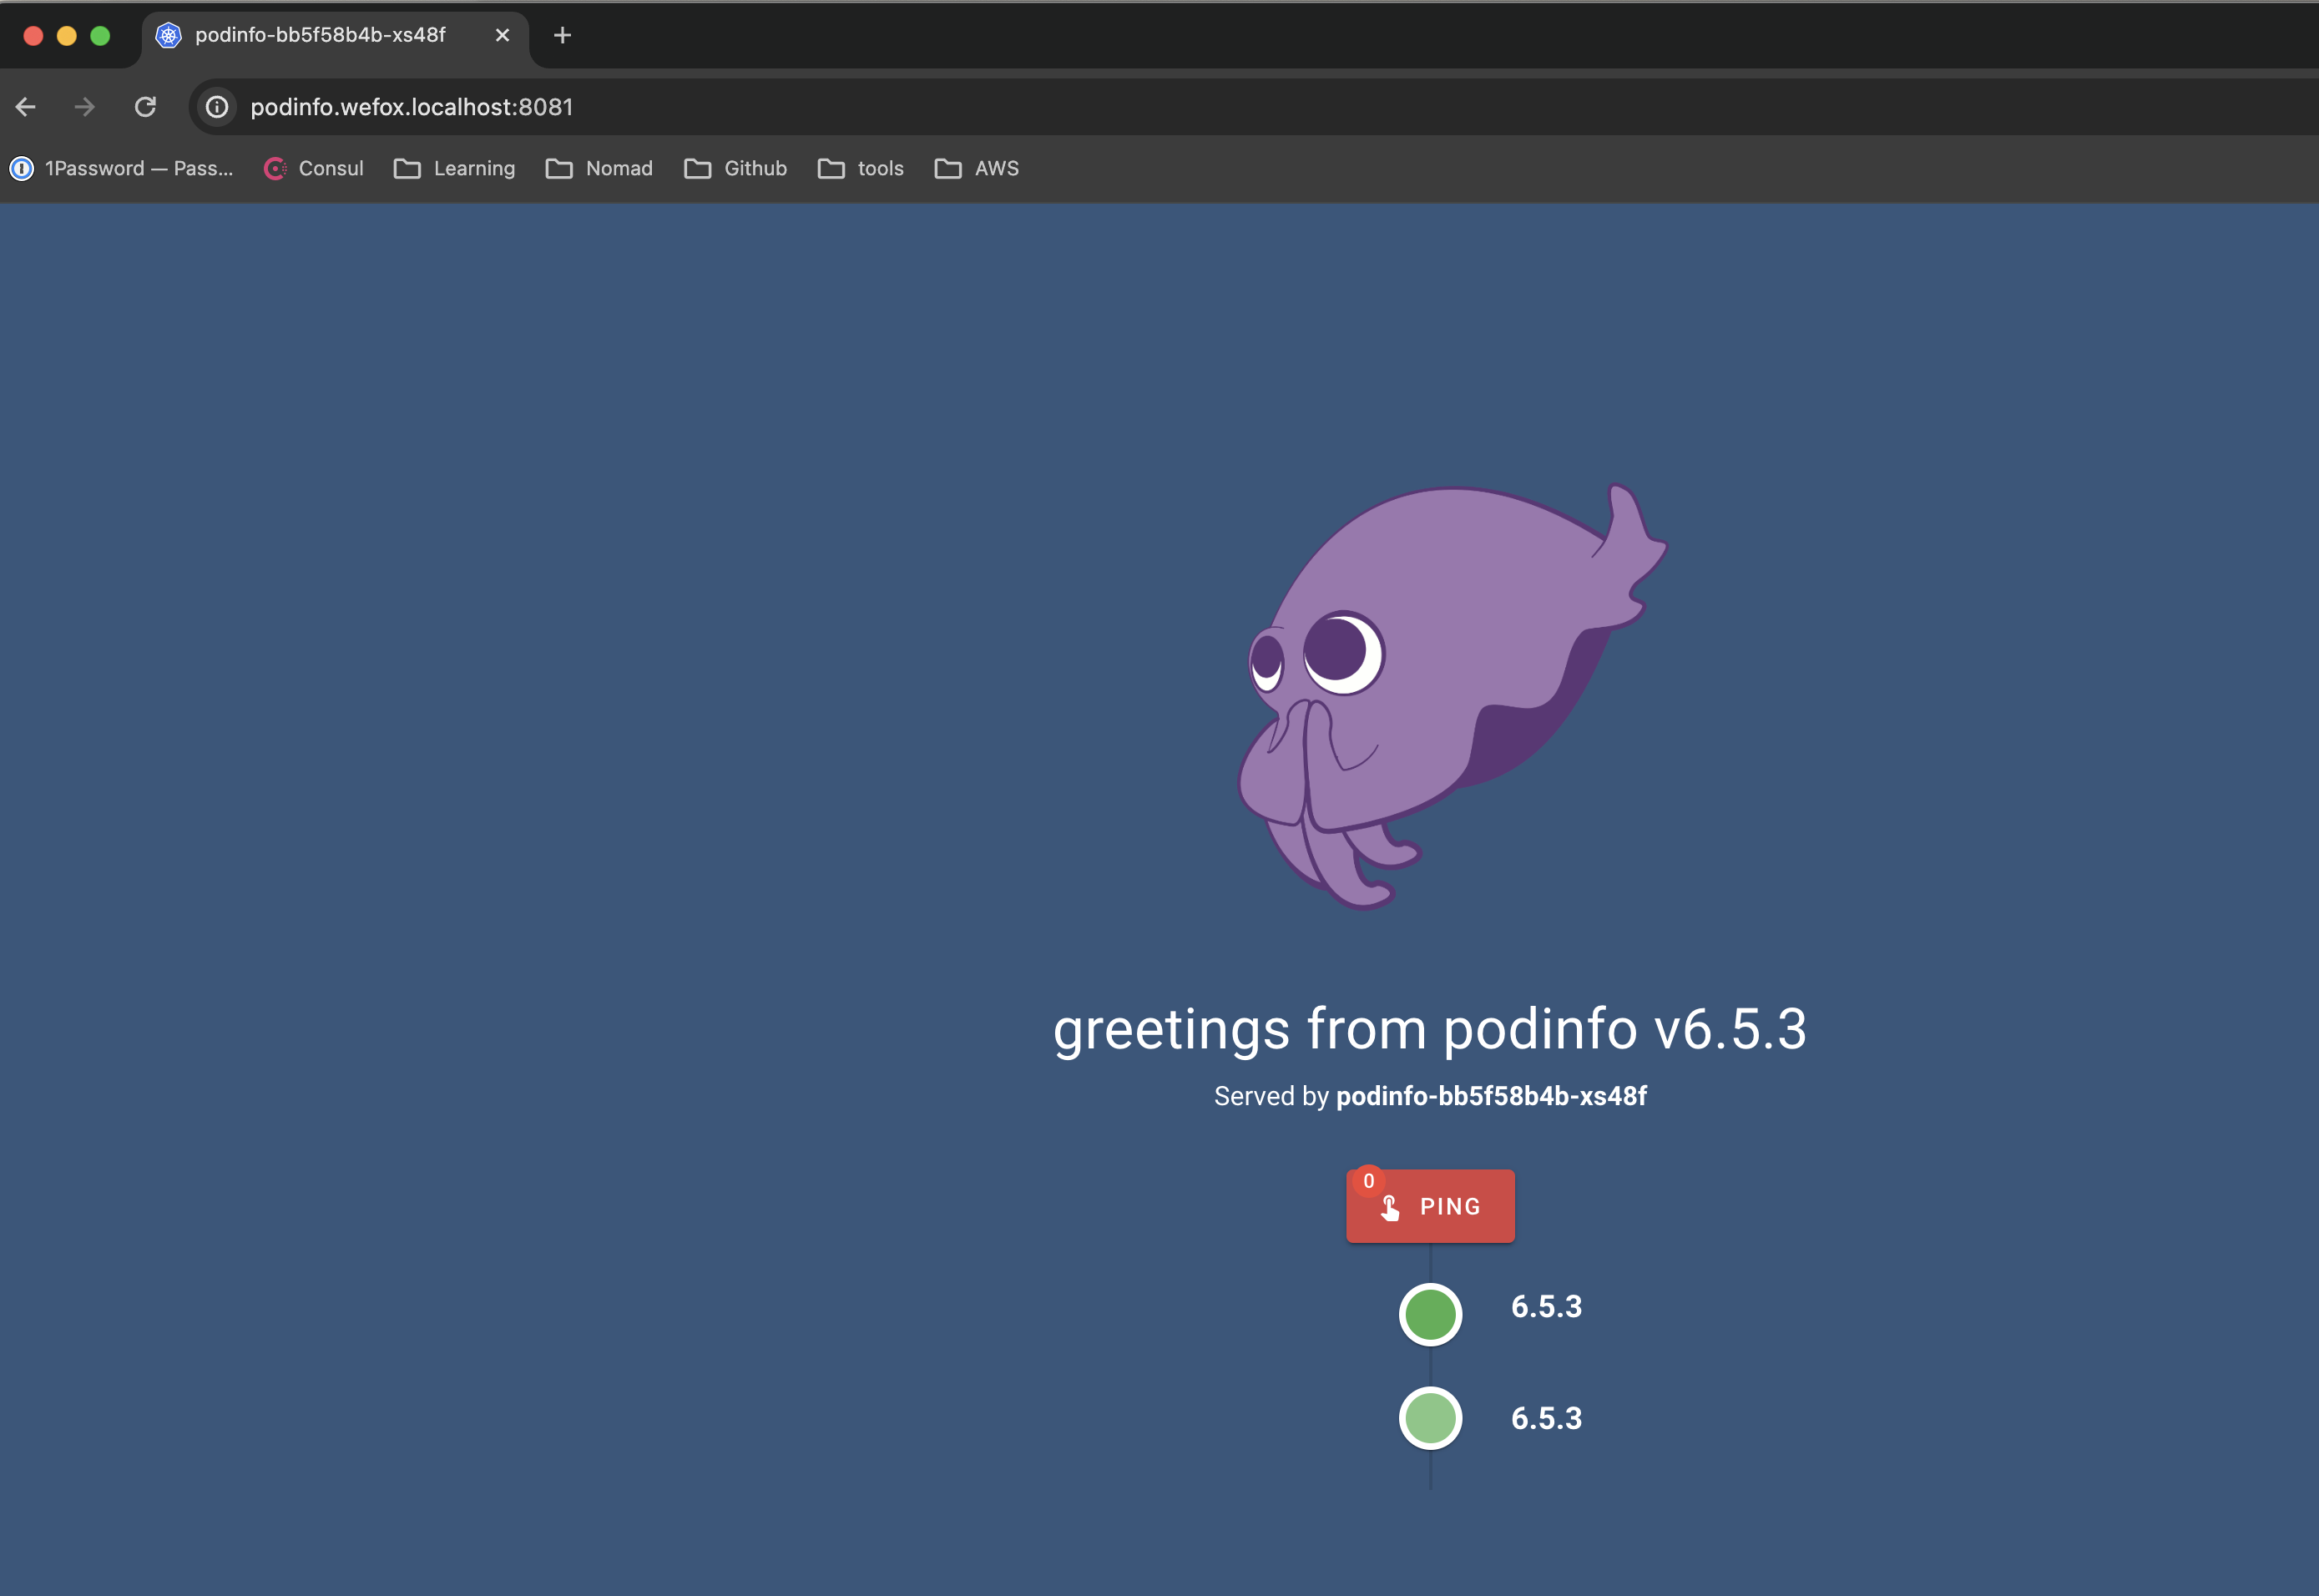 podinfo-bb5f58b4b-xs48f
podinfo.wefox.localhost:8081
1Password — Pass... Consul Learning Nomad Github tools AWS
greetings from podinfo v6.5.3
Served by podinfo-bb5f58b4b-xs48f
0
PING
6.5.3
6.5.3